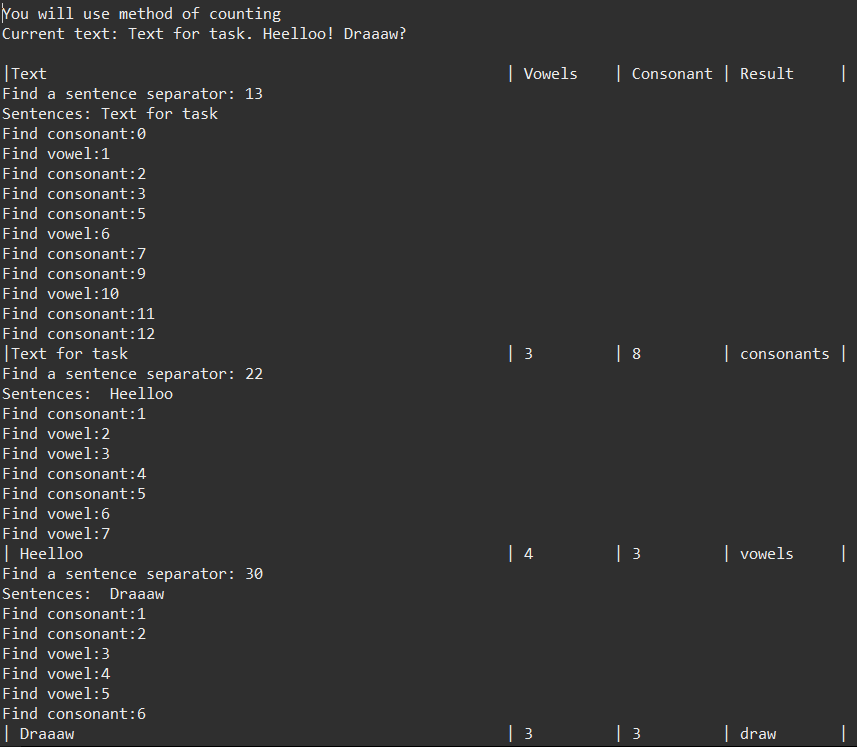 You will use method of counting
Current text: Text for task. Heelloo! Draaaw?
|Text | Vowels | Consonant | Result |
Find a sentence separator: 13
Sentences: Text for task
Find consonant:0
Find vowel:1
Find consonant:2
Find consonant:3
Find consonant:5
Find vowel:6
Find consonant:7
Find consonant:9
Find vowel:10
Find consonant:11
Find consonant:12
|Text for task | 3 | 8 | consonants |
Find a sentence separator: 22
Sentences:  Heelloo
Find consonant:1
Find vowel:2
Find vowel:3
Find consonant:4
Find consonant:5
Find vowel:6
Find vowel:7
| Heelloo | 4 | 3 | vowels |
Find a sentence separator: 30
Sentences:  Draaaw
Find consonant:1
Find consonant:2
Find vowel:3
Find vowel:4
Find vowel:5
Find consonant:6
| Draaaw | 3 | 3 | draw |